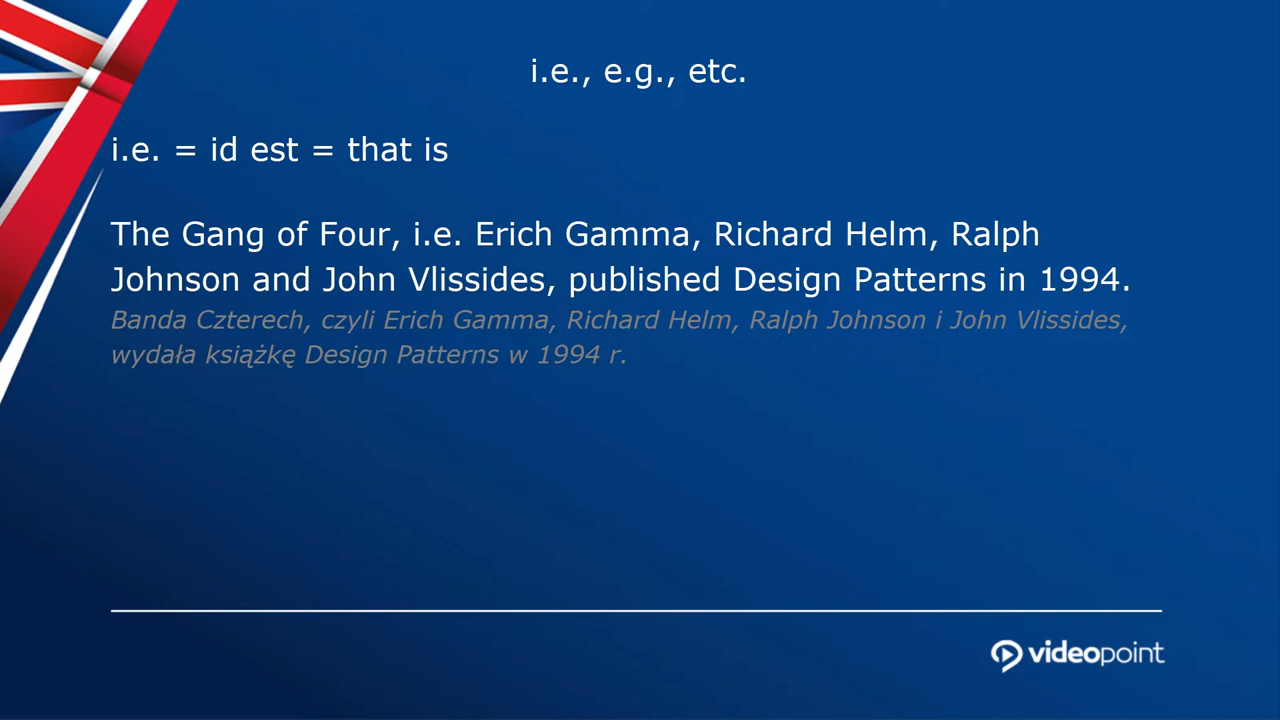 i.e., e.g., etc.
i.e. = id est = that is
The Gang of Four, i.e. Erich Gamma, Richard Helm, Ralph
Johnson and John Vlissides, published Design Patterns in 1994.
Banda Czterech, czyli Erich Gamma, Richard Helm, Ralph Johnson i John Vlissides,
wydała książkę Design Patterns w 1994 r.
videopoint